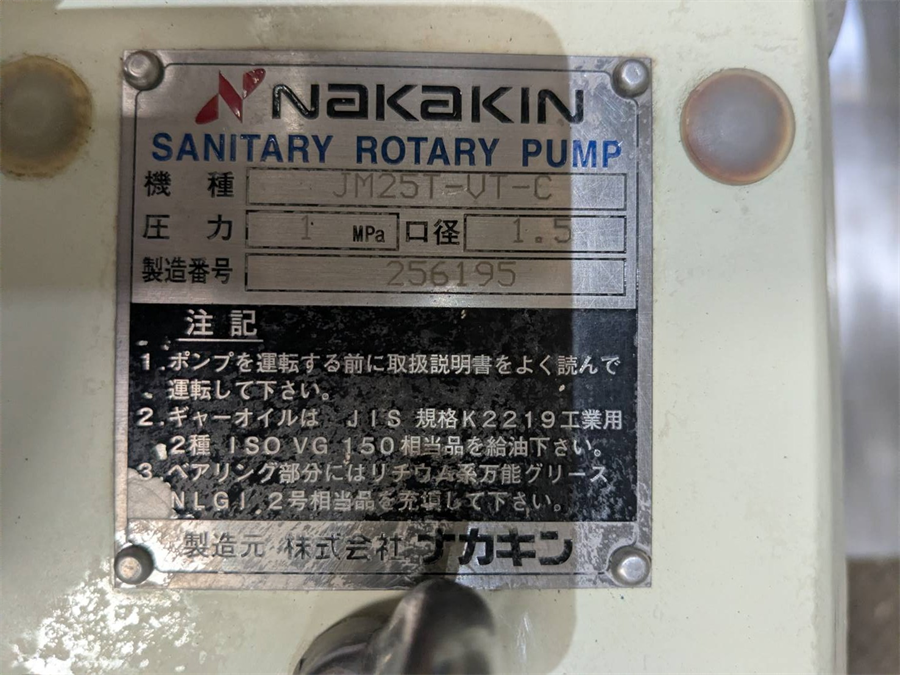 NAKAKIN
SANITARY ROTARY PUMP
機種 JM25T-VT-C
圧力 1 MPa 口径 1.5
製造番号 256195
注記
1.ポンプを運転する前に取扱説明書をよく読んで
運転して下さい。
2.ギャーオイルは JIS 規格K2219工業用
2種 ISO VG 150相当品を給油下さい。
3.ベアリング部分にはリチウム系万能グリース
NLGI.2号相当品を充填して下さい。
製造元 株式会社 ナカキン